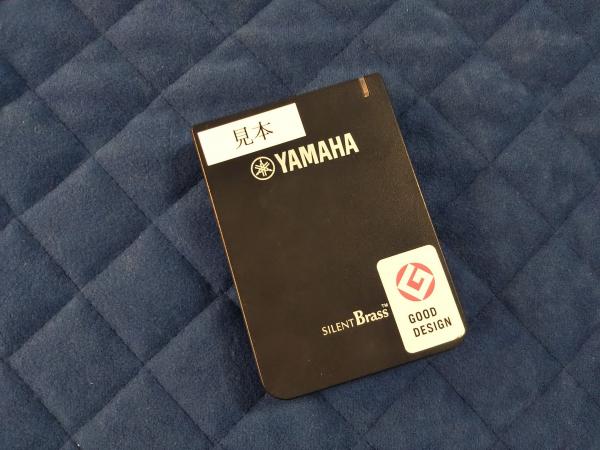 見本
YAMAHA
SILENT Brass™
GOOD
DESIGN